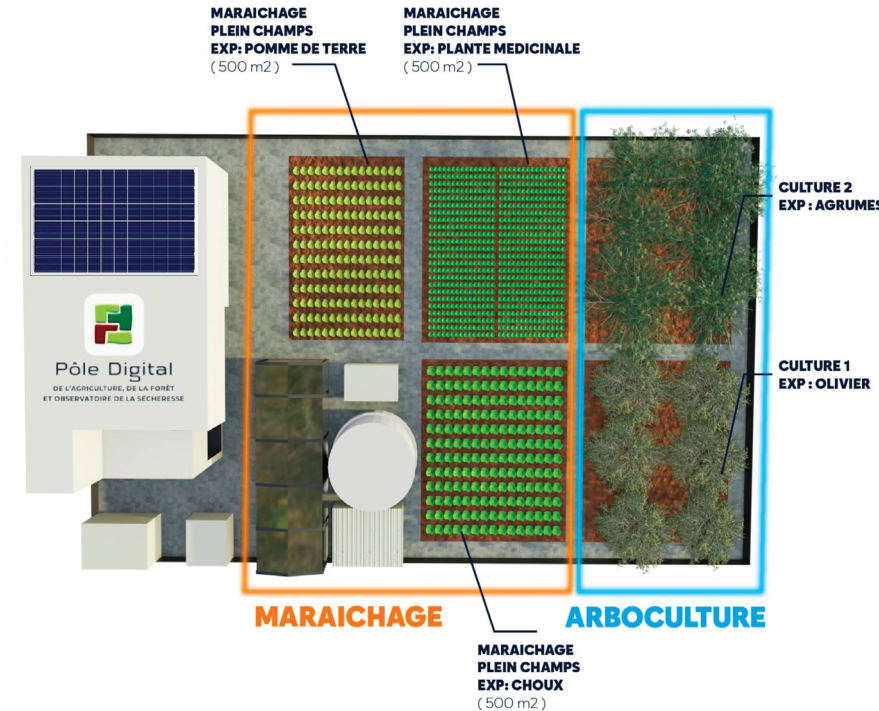 MARAICHAGE
PLEIN CHAMPS
EXP: POMME DE TERRE
( 500 m2 )
MARAICHAGE
PLEIN CHAMPS
EXP: PLANTE MEDICINALE
( 500 m2 )
CULTURE 2
EXP : AGRUMES
Pôle Digital
DE L'AGRICULTURE, DE LA FORÊT
ET OBSERVATOIRE DE LA SÉCHERESSE
CULTURE 1
EXP : OLIVIER
MARAICHAGE
ARBOCULTURE
MARAICHAGE
PLEIN CHAMPS
EXP: CHOUX
( 500 m2 )